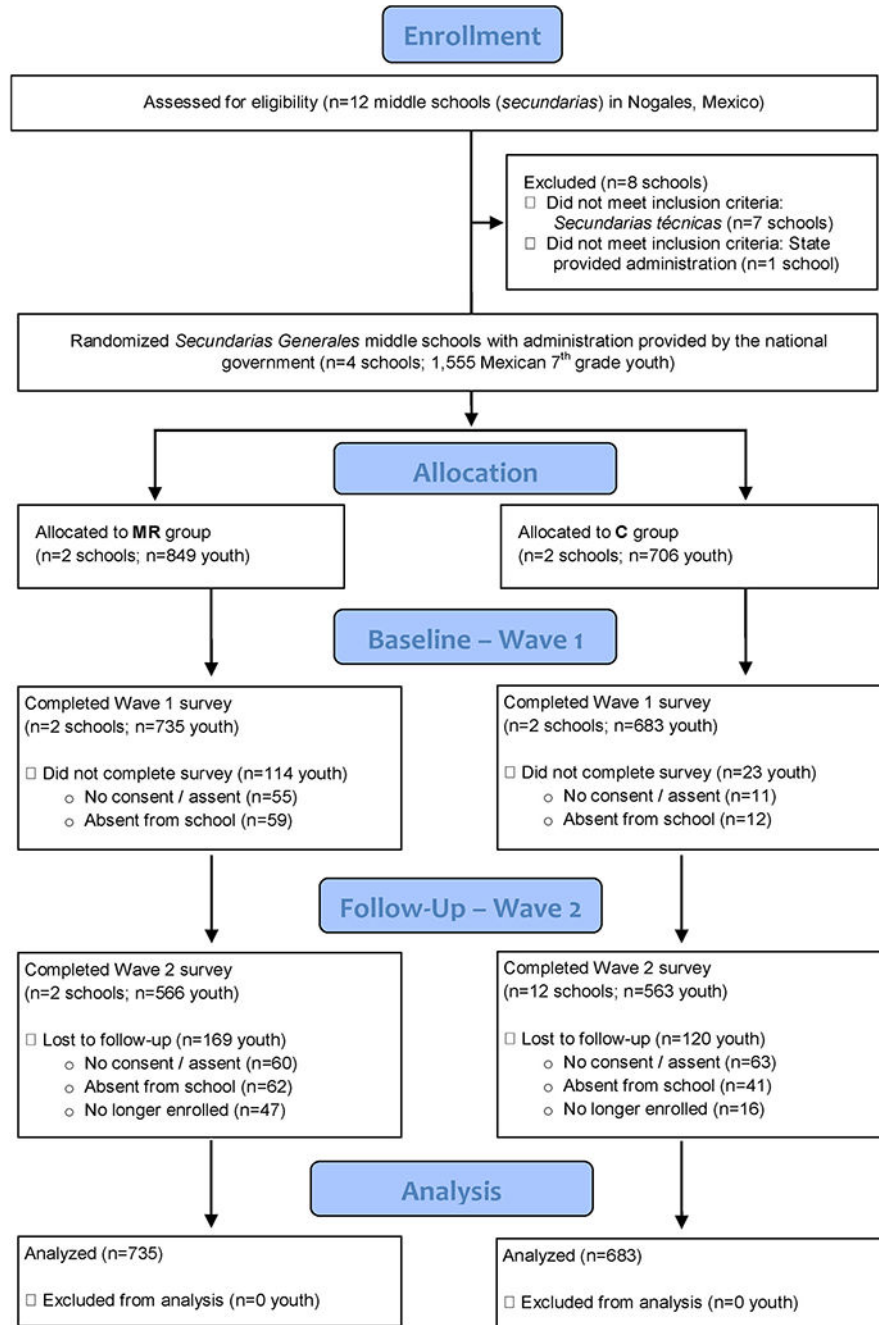 Enrollment
Assessed for eligibility (n=12 middle schools (secundarias) in Nogales, Mexico)
Excluded (n=8 schools)
☐ Did not meet inclusion criteria:
Secundarias técnicas (n=7 schools)
☐ Did not meet inclusion criteria: State
provided administration (n=1 school)
Randomized Secundarias Generales middle schools with administration provided by the national
government (n=4 schools; 1,555 Mexican 7th grade youth)
Allocation
Allocated to MR group
(n=2 schools; n=849 youth)
Allocated to C group
(n=2 schools; n=706 youth)
Baseline – Wave 1
Completed Wave 1 survey
(n=2 schools; n=735 youth)
☐ Did not complete survey (n=114 youth)
o No consent / assent (n=55)
o Absent from school (n=59)
Completed Wave 1 survey
(n=2 schools; n=683 youth)
☐ Did not complete survey (n=23 youth)
o No consent / assent (n=11)
o Absent from school (n=12)
Follow-Up – Wave 2
Completed Wave 2 survey
(n=2 schools; n=566 youth)
☐ Lost to follow-up (n=169 youth)
o No consent / assent (n=60)
o Absent from school (n=62)
o No longer enrolled (n=47)
Completed Wave 2 survey
(n=12 schools; n=563 youth)
☐ Lost to follow-up (n=120 youth)
o No consent / assent (n=63)
o Absent from school (n=41)
o No longer enrolled (n=16)
Analysis
Analyzed (n=735)
☐ Excluded from analysis (n=0 youth)
Analyzed (n=683)
☐ Excluded from analysis (n=0 youth)